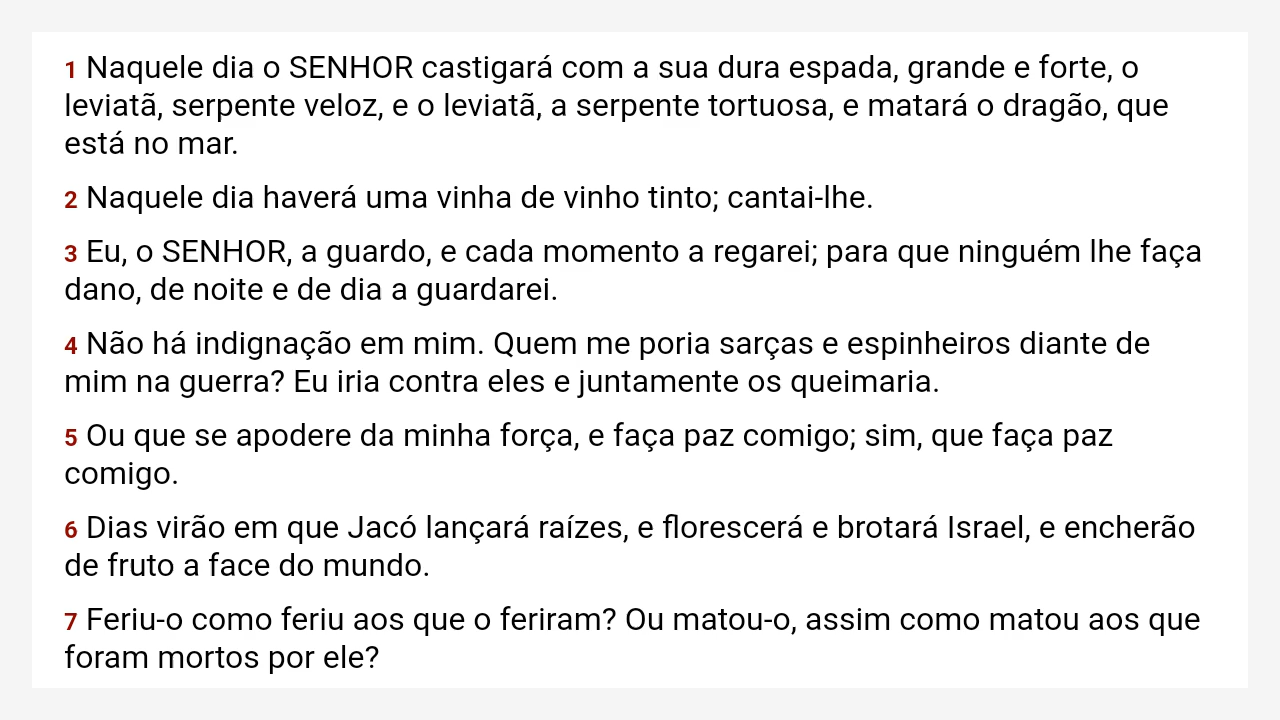 1 Naquele dia o SENHOR castigará com a sua dura espada, grande e forte, o
leviatã, serpente veloz, e o leviatã, a serpente tortuosa, e matará o dragão, que
está no mar.
2 Naquele dia haverá uma vinha de vinho tinto; cantai-lhe.
3 Eu, o SENHOR, a guardo, e cada momento a regarei; para que ninguém lhe faça
dano, de noite e de dia a guardarei.
4 Não há indignação em mim. Quem me poria sarças e espinheiros diante de
mim na guerra? Eu iria contra eles e juntamente os queimaria.
5 Ou que se apodere da minha força, e faça paz comigo; sim, que faça paz
comigo.
6 Dias virão em que Jacó lançará raízes, e florescerá e brotará Israel, e encherão
de fruto a face do mundo.
7 Feriu-o como feriu aos que o feriram? Ou matou-o, assim como matou aos que
foram mortos por ele?